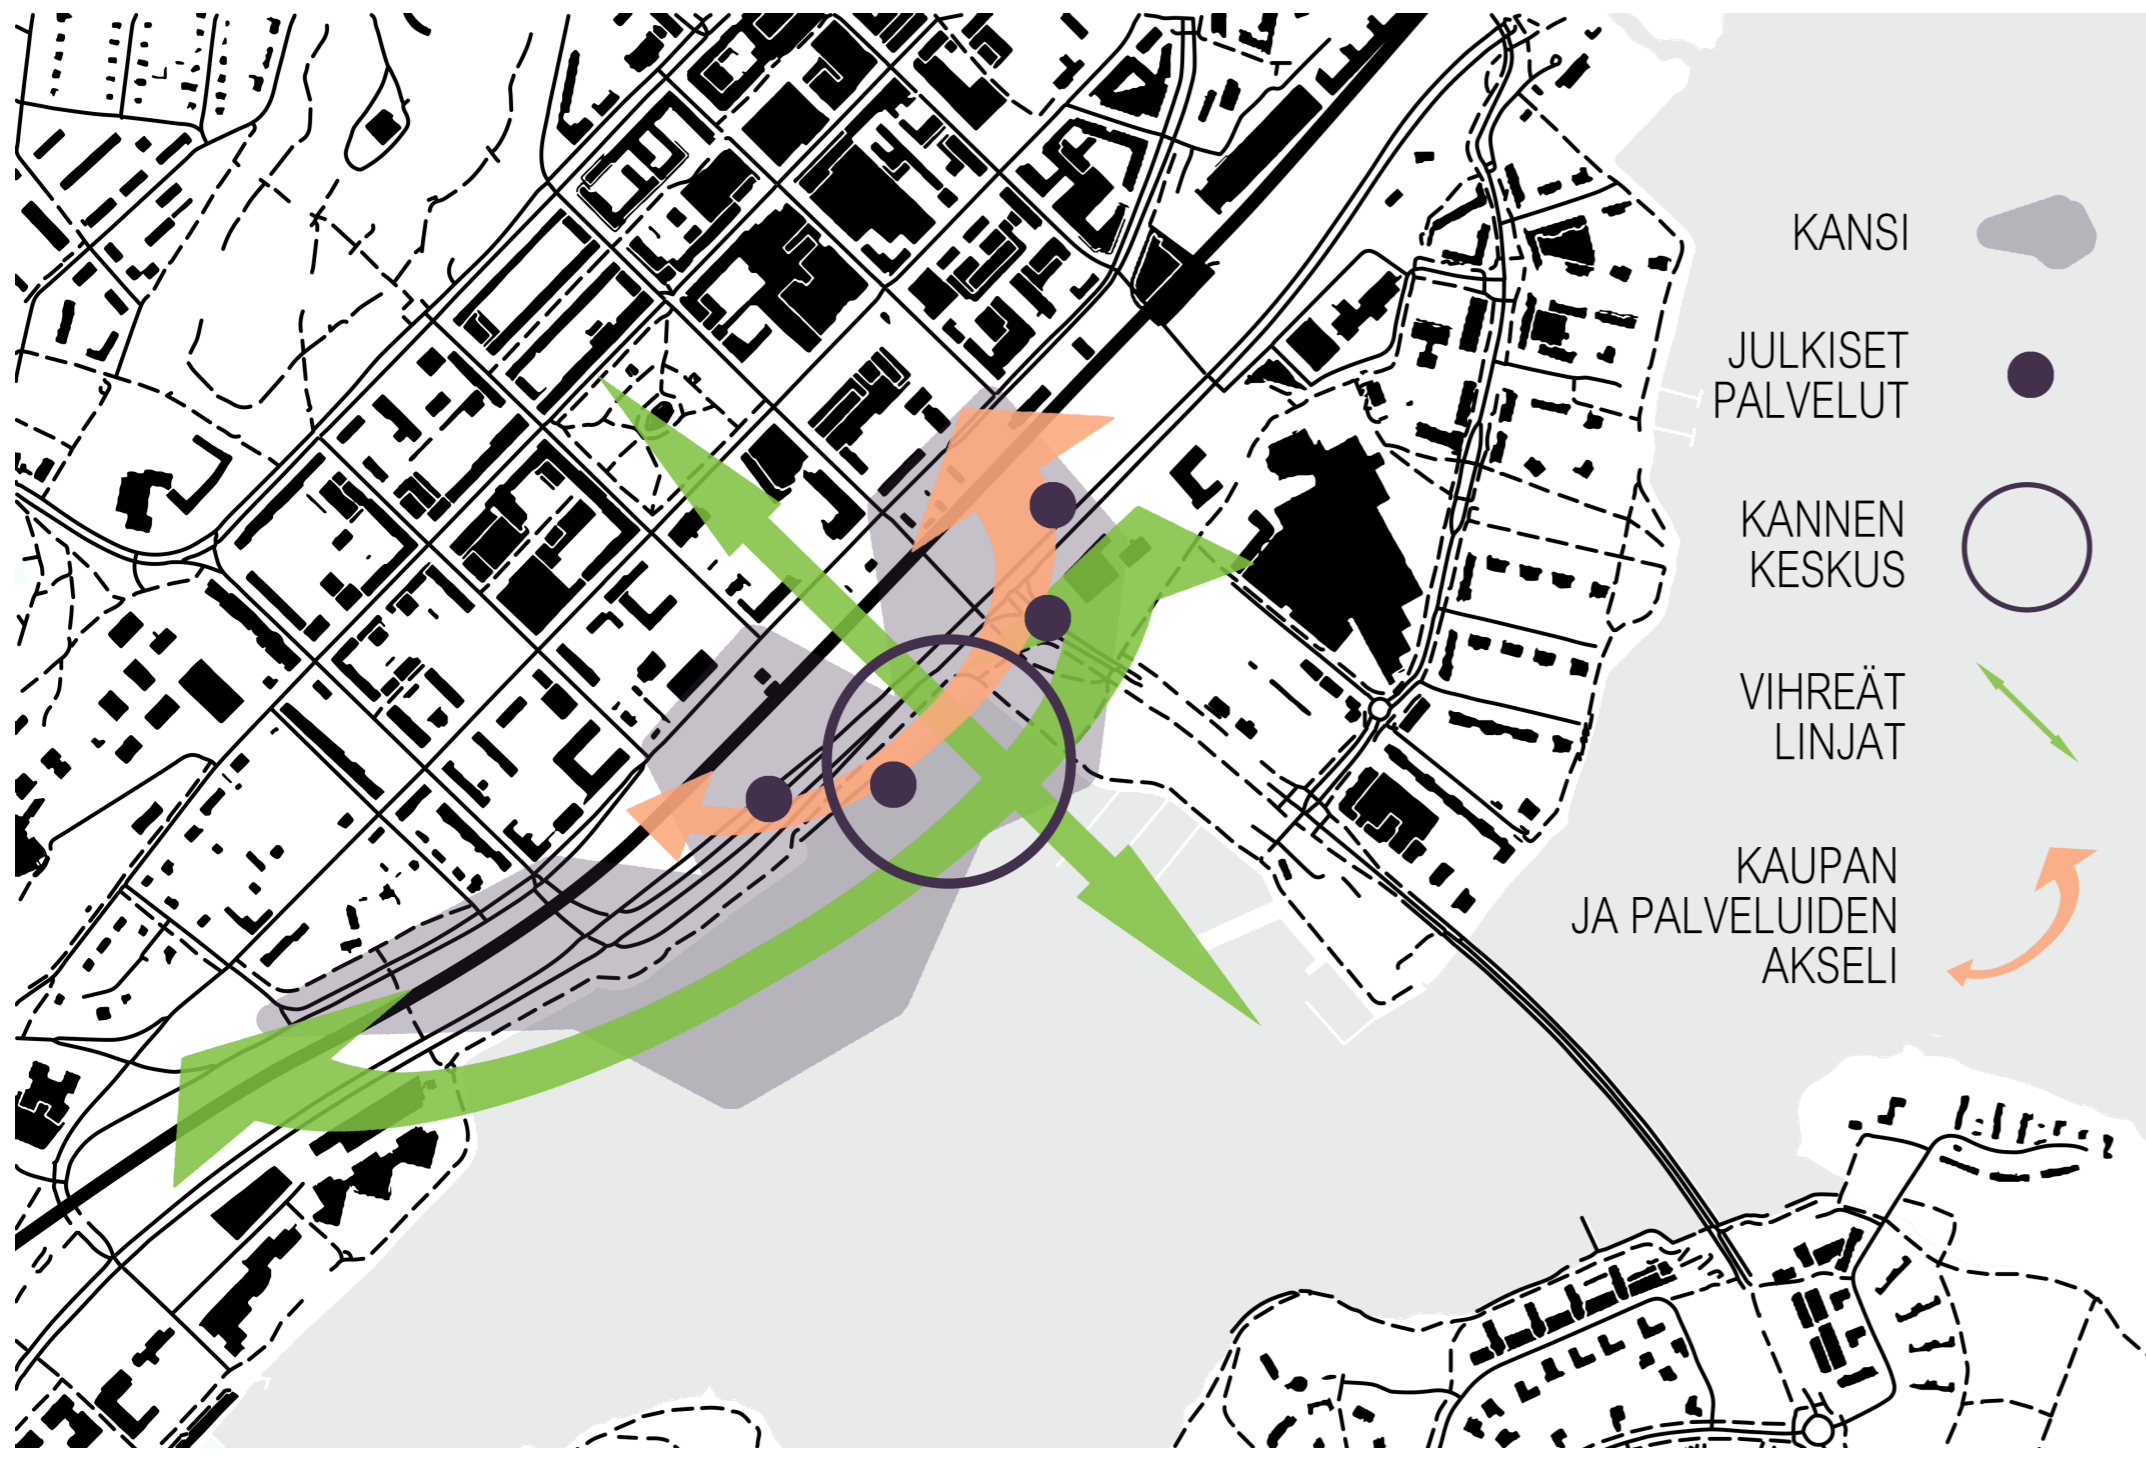 KANSI
JULKISET
PALVELUT
KANNEN
KESKUS
VIHREÄT
LINJAT
KAUPAN
JA PALVELUIDEN
AKSELI